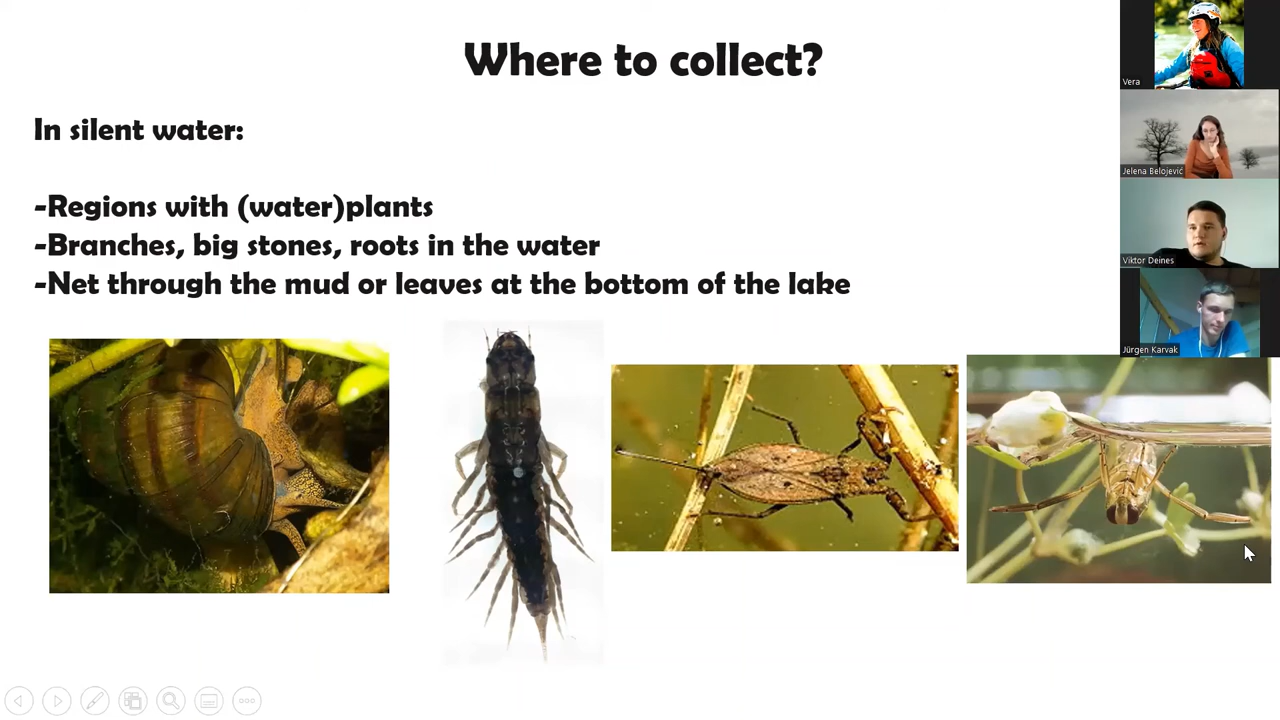 Where to collect?
In silent water:
-Regions with (water)plants
-Branches, big stones, roots in the water
-Net through the mud or leaves at the bottom of the lake
Vera
Jelena Belojević
Viktor Deines
Jürgen Karvak